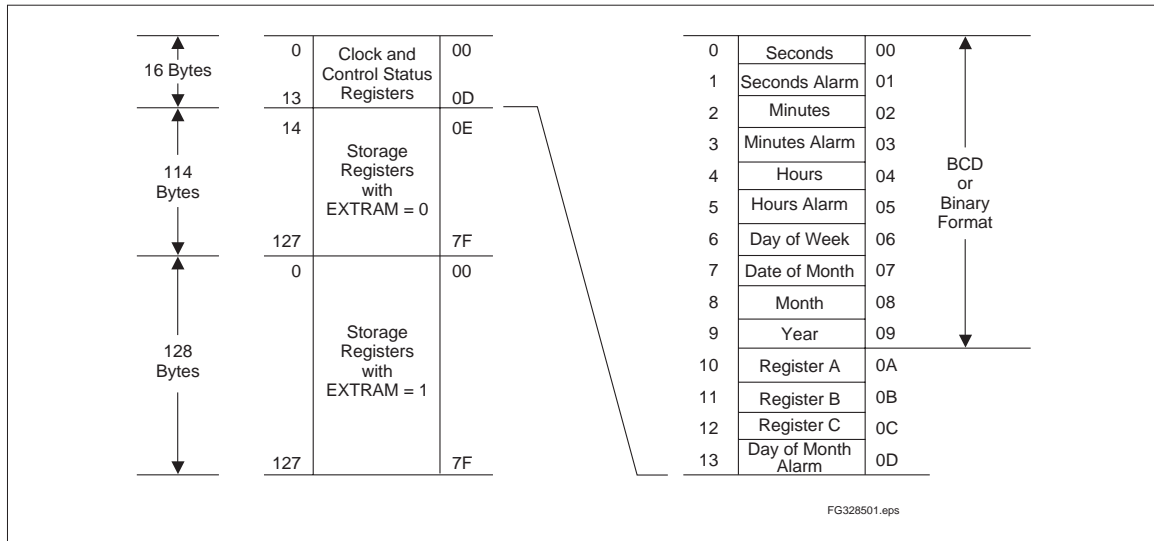 16 Bytes
0
Clock and
Control Status
Registers
00
13
0D
114
Bytes
14
Storage
Registers
with
EXTRAM = 0
0E
127
7F
128
Bytes
0
Storage
Registers
with
EXTRAM = 1
00
127
7F
0 Seconds 00
1 Seconds Alarm 01
2 Minutes 02
3 Minutes Alarm 03
4 Hours 04
5 Hours Alarm 05
6 Day of Week 06
7 Date of Month 07
8 Month 08
9 Year 09
10 Register A 0A
11 Register B 0B
12 Register C 0C
13 Day of Month
Alarm 0D
BCD
or
Binary
Format
FG328501.eps